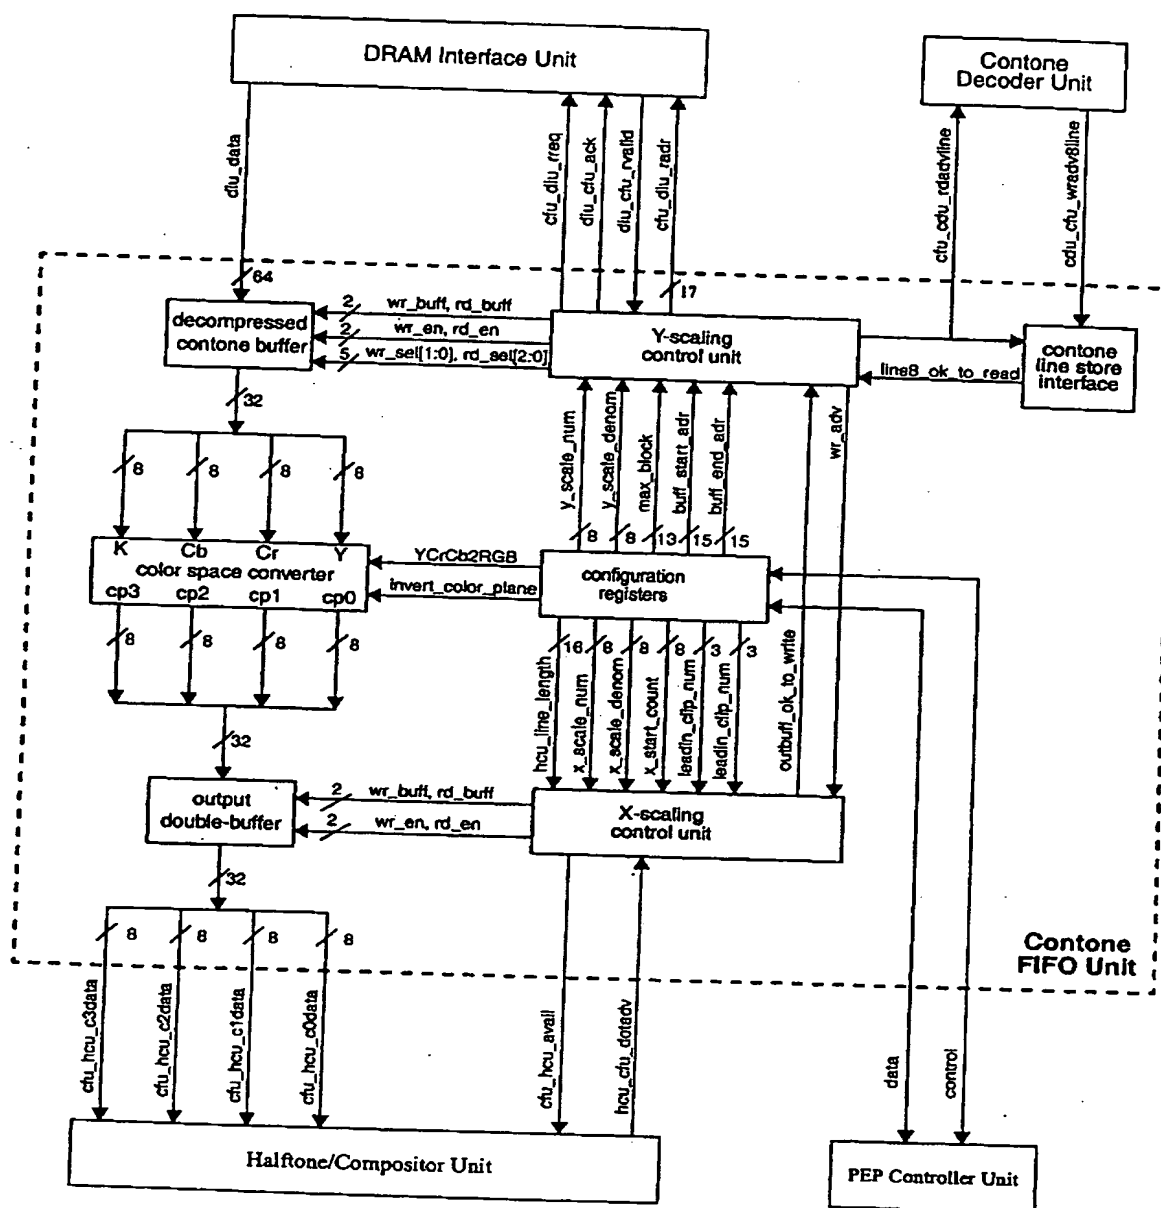 DRAM Interface Unit
Contone
Decoder Unit
diu_data
cfu_diu_rreq
diu_cfu_ack
diu_cfu_rvalid
cfu_diu_radr
cfu_cdu_rdadvline
cdu_cfu_wradv8line
64
17
decompressed
contone buffer
2
wr_buff, rd_buff
2
wr_en, rd_en
5
wr_sel[1:0], rd_sel[2:0]
Y-scaling
control unit
line8_ok_to_read
contone
line store
interface
32
8
8
8
8
y_scale_num
y_scale_denom
max_block
buff_start_adr
buff_end_adr
wr_adv
8
8
13
15
15
K
Cb
Cr
Y
color space converter
cp3
cp2
cp1
cp0
YCrCb2RGB
invert_color_plane
configuration
registers
8
8
8
8
16
8
8
8
3
3
hcu_line_length
x_scale_num
x_scale_denom
x_start_count
leadin_clip_num
leadin_clip_num
outbuff_ok_to_write
32
output
double-buffer
2
wr_buff, rd_buff
2
wr_en, rd_en
X-scaling
control unit
32
8
8
8
8
Contone
FIFO Unit
cfu_hcu_c3data
cfu_hcu_c2data
cfu_hcu_c1data
cfu_hcu_c0data
cfu_hcu_avail
hcu_cfu_dotadv
data
control
Halftone/Compositor Unit
PEP Controller Unit